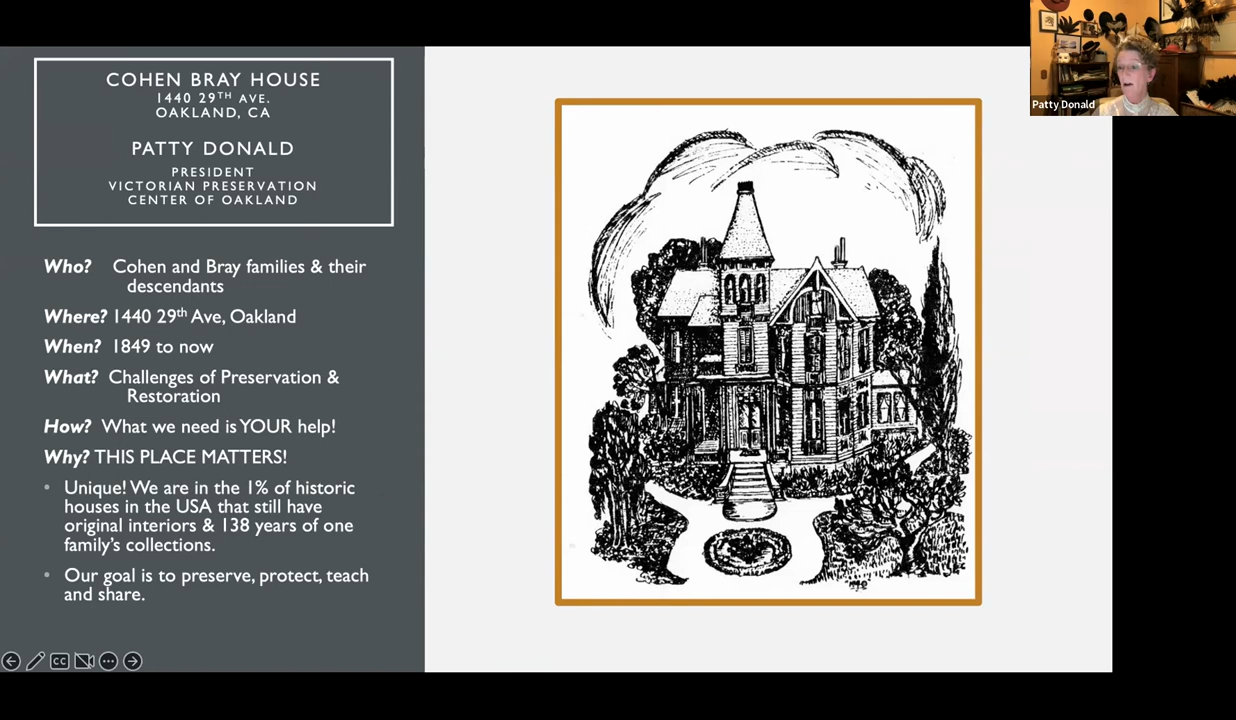 COHEN BRAY HOUSE
1440 29TH AVE.
OAKLAND, CA
PATTY DONALD
PRESIDENT
VICTORIAN PRESERVATION
CENTER OF OAKLAND
Who? Cohen and Bray families & their
descendants
Where? 1440 29th Ave, Oakland
When? 1849 to now
What? Challenges of Preservation &
Restoration
How? What we need is YOUR help!
Why? THIS PLACE MATTERS!
• Unique! We are in the 1% of historic
houses in the USA that still have
original interiors & 138 years of one
family's collections.
• Our goal is to preserve, protect, teach
and share.
CC
Patty Donald